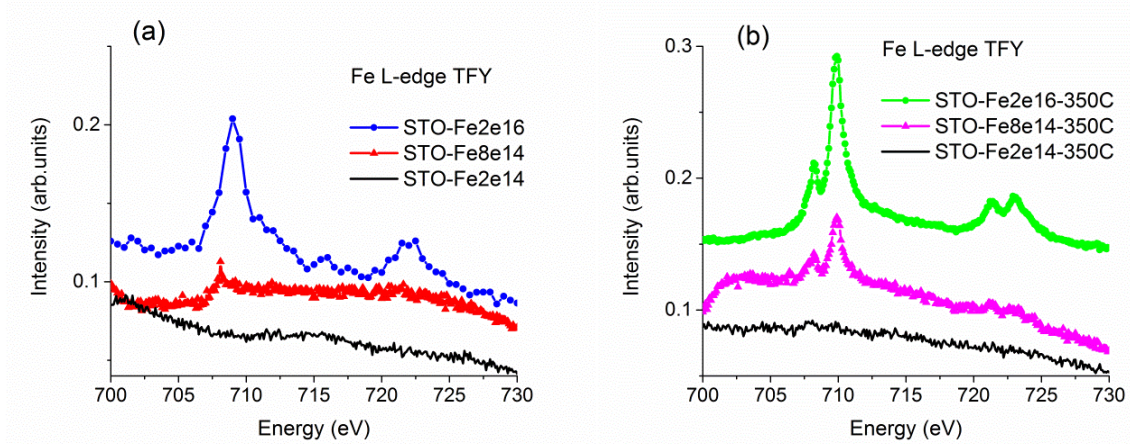 (a)
Fe L-edge TFY
STO-Fe2e16
STO-Fe8e14
STO-Fe2e14
0.2
0.1
Intensity (arb.units)
700 705 710 715 720 725 730
Energy (eV)
(b)
Fe L-edge TFY
STO-Fe2e16-350C
STO-Fe8e14-350C
STO-Fe2e14-350C
0.3
0.2
0.1
Intensity (arb.units)
700 705 710 715 720 725 730
Energy (eV)